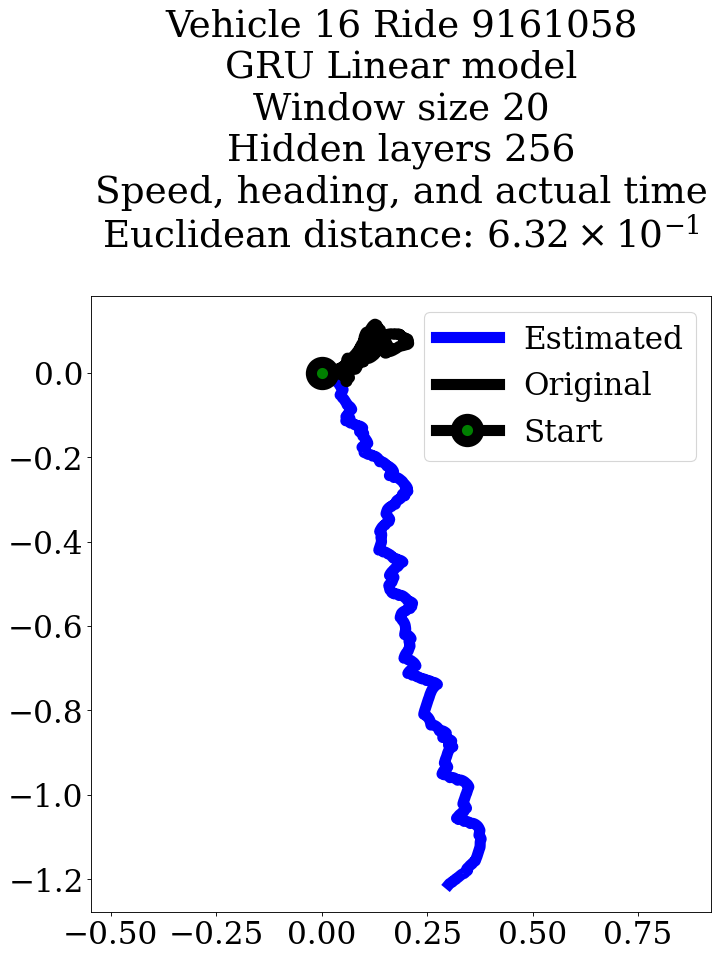 Vehicle 16 Ride 9161058
GRU Linear model
Window size 20
Hidden layers 256
Speed, heading, and actual time
Euclidean distance: 6.32 × 10⁻¹
Estimated
Original
Start
0.0
−0.2
−0.4
−0.6
−0.8
−1.0
−1.2
−0.50 −0.25 0.00 0.25 0.50 0.75